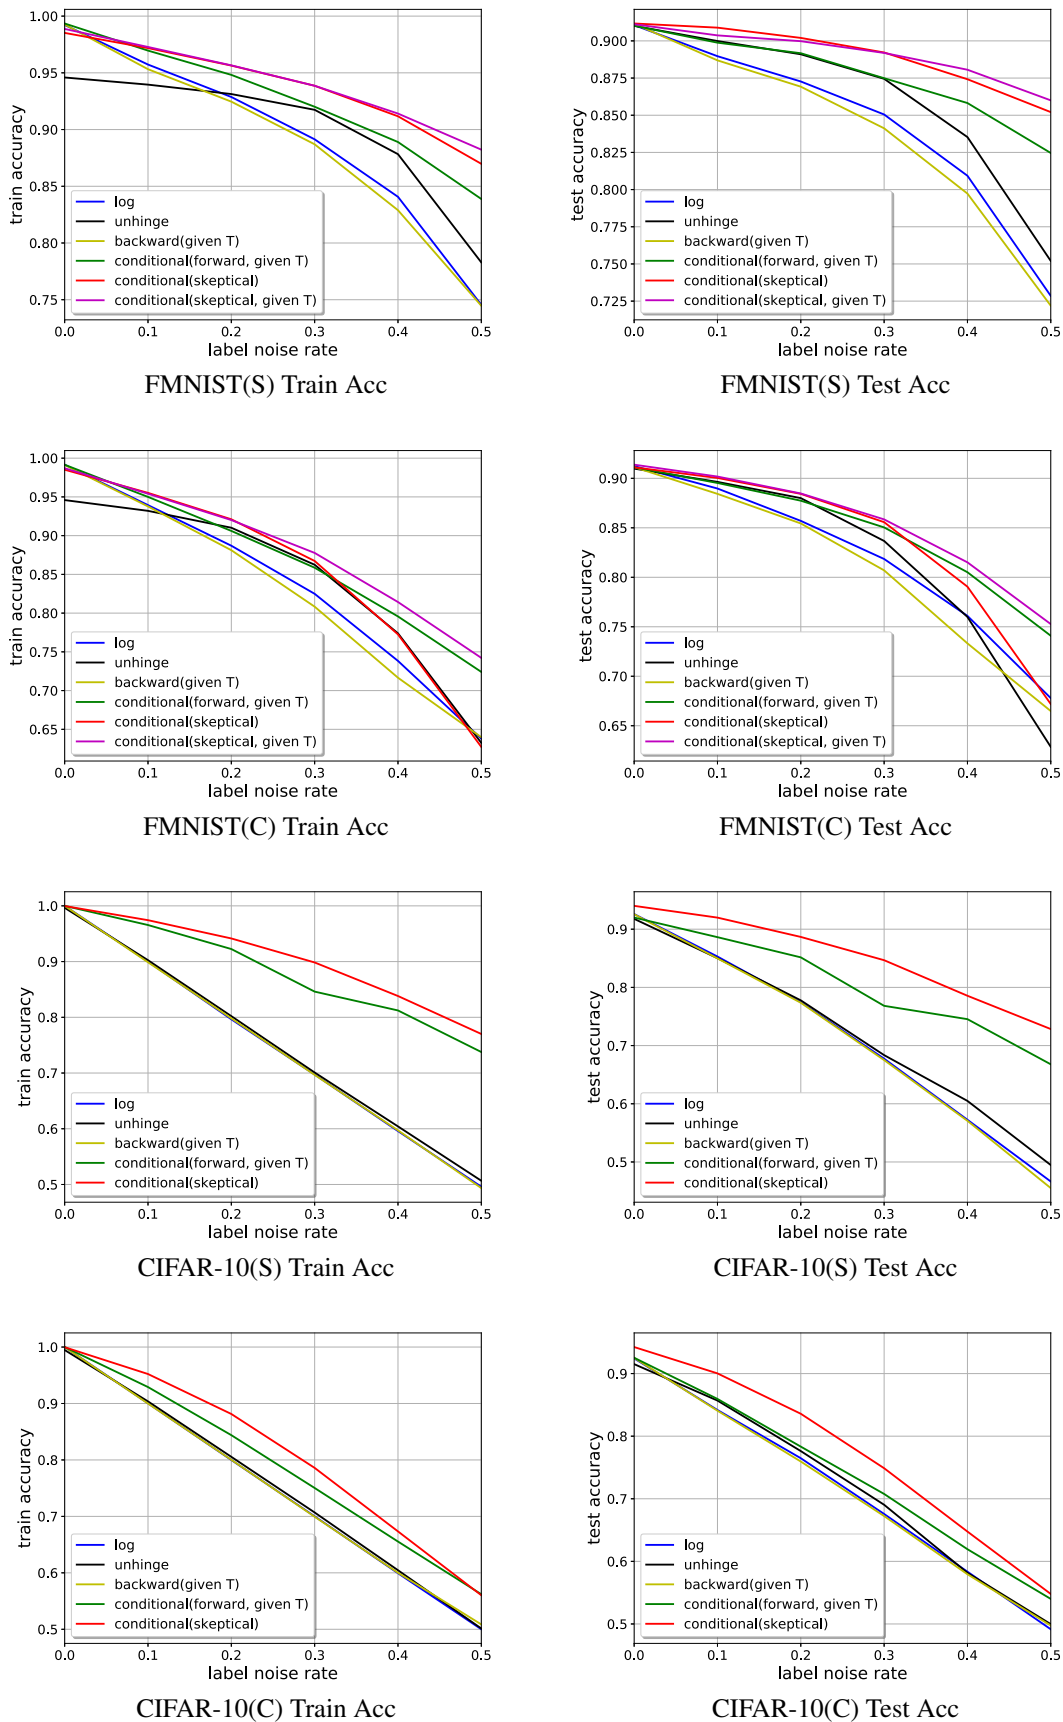 1.00
0.95
0.90
0.85
0.80
0.75
train accuracy
log
unhinge
backward(given T)
conditional(forward, given T)
conditional(skeptical)
conditional(skeptical, given T)
0.0 0.1 0.2 0.3 0.4 0.5
label noise rate
FMNIST(S) Train Acc
0.900
0.875
0.850
0.825
0.800
0.775
0.750
0.725
test accuracy
log
unhinge
backward(given T)
conditional(forward, given T)
conditional(skeptical)
conditional(skeptical, given T)
0.0 0.1 0.2 0.3 0.4 0.5
label noise rate
FMNIST(S) Test Acc
1.00
0.95
0.90
0.85
0.80
0.75
0.70
0.65
train accuracy
log
unhinge
backward(given T)
conditional(forward, given T)
conditional(skeptical)
conditional(skeptical, given T)
0.0 0.1 0.2 0.3 0.4 0.5
label noise rate
FMNIST(C) Train Acc
0.90
0.85
0.80
0.75
0.70
0.65
test accuracy
log
unhinge
backward(given T)
conditional(forward, given T)
conditional(skeptical)
conditional(skeptical, given T)
0.0 0.1 0.2 0.3 0.4 0.5
label noise rate
FMNIST(C) Test Acc
1.0
0.9
0.8
0.7
0.6
0.5
train accuracy
log
unhinge
backward(given T)
conditional(forward, given T)
conditional(skeptical)
0.0 0.1 0.2 0.3 0.4 0.5
label noise rate
CIFAR-10(S) Train Acc
0.9
0.8
0.7
0.6
0.5
test accuracy
log
unhinge
backward(given T)
conditional(forward, given T)
conditional(skeptical)
0.0 0.1 0.2 0.3 0.4 0.5
label noise rate
CIFAR-10(S) Test Acc
1.0
0.9
0.8
0.7
0.6
0.5
train accuracy
log
unhinge
backward(given T)
conditional(forward, given T)
conditional(skeptical)
0.0 0.1 0.2 0.3 0.4 0.5
label noise rate
CIFAR-10(C) Train Acc
0.9
0.8
0.7
0.6
0.5
test accuracy
log
unhinge
backward(given T)
conditional(forward, given T)
conditional(skeptical)
0.0 0.1 0.2 0.3 0.4 0.5
label noise rate
CIFAR-10(C) Test Acc